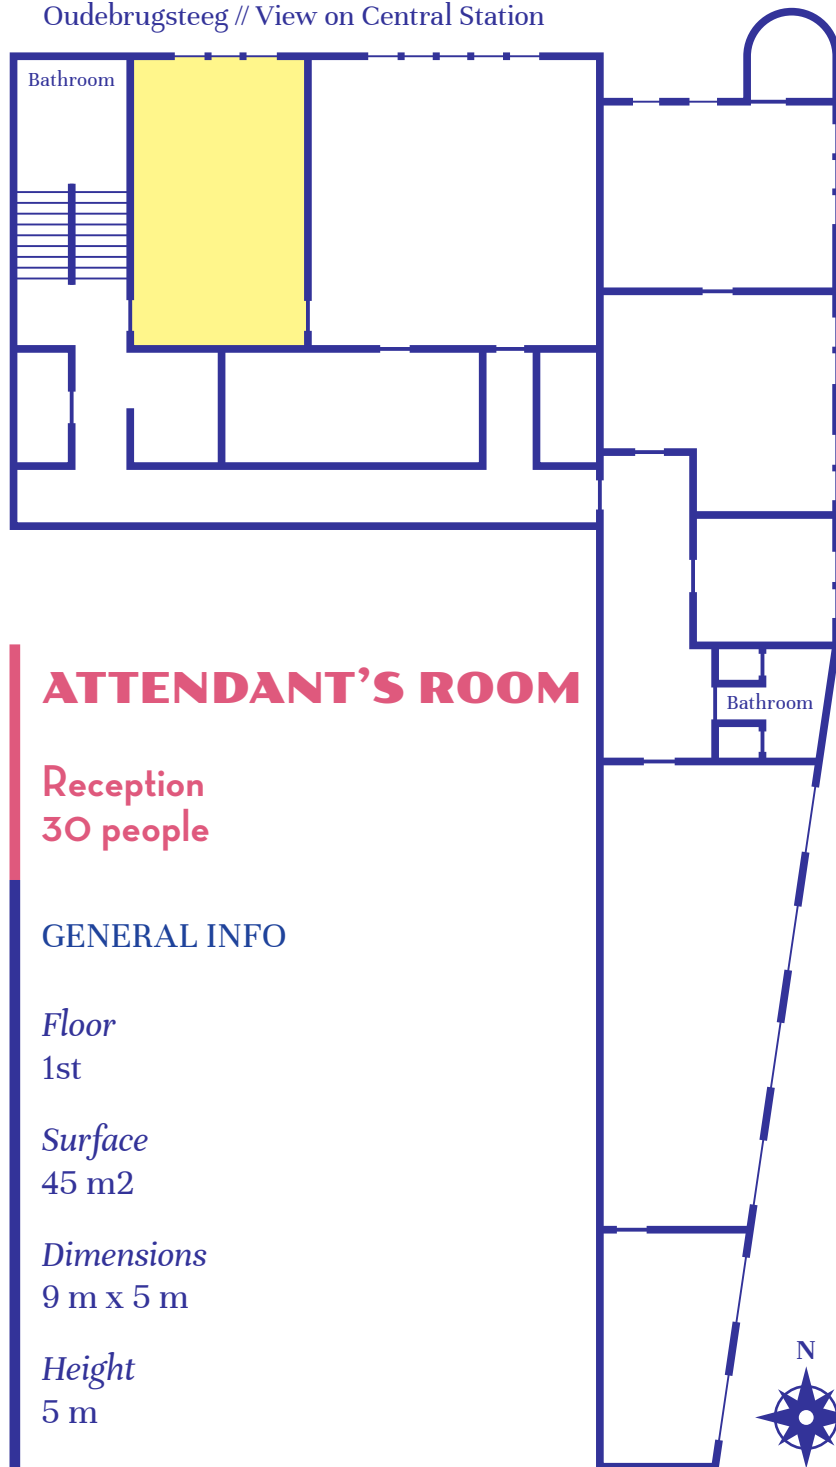 Oudebrugsteeg // View on Central Station
Bathroom
ATTENDANT’S ROOM
Bathroom
Reception
30 people
GENERAL INFO
Floor
1st
Surface
45 m2
Dimensions
9 m x 5 m
Height
5 m
N